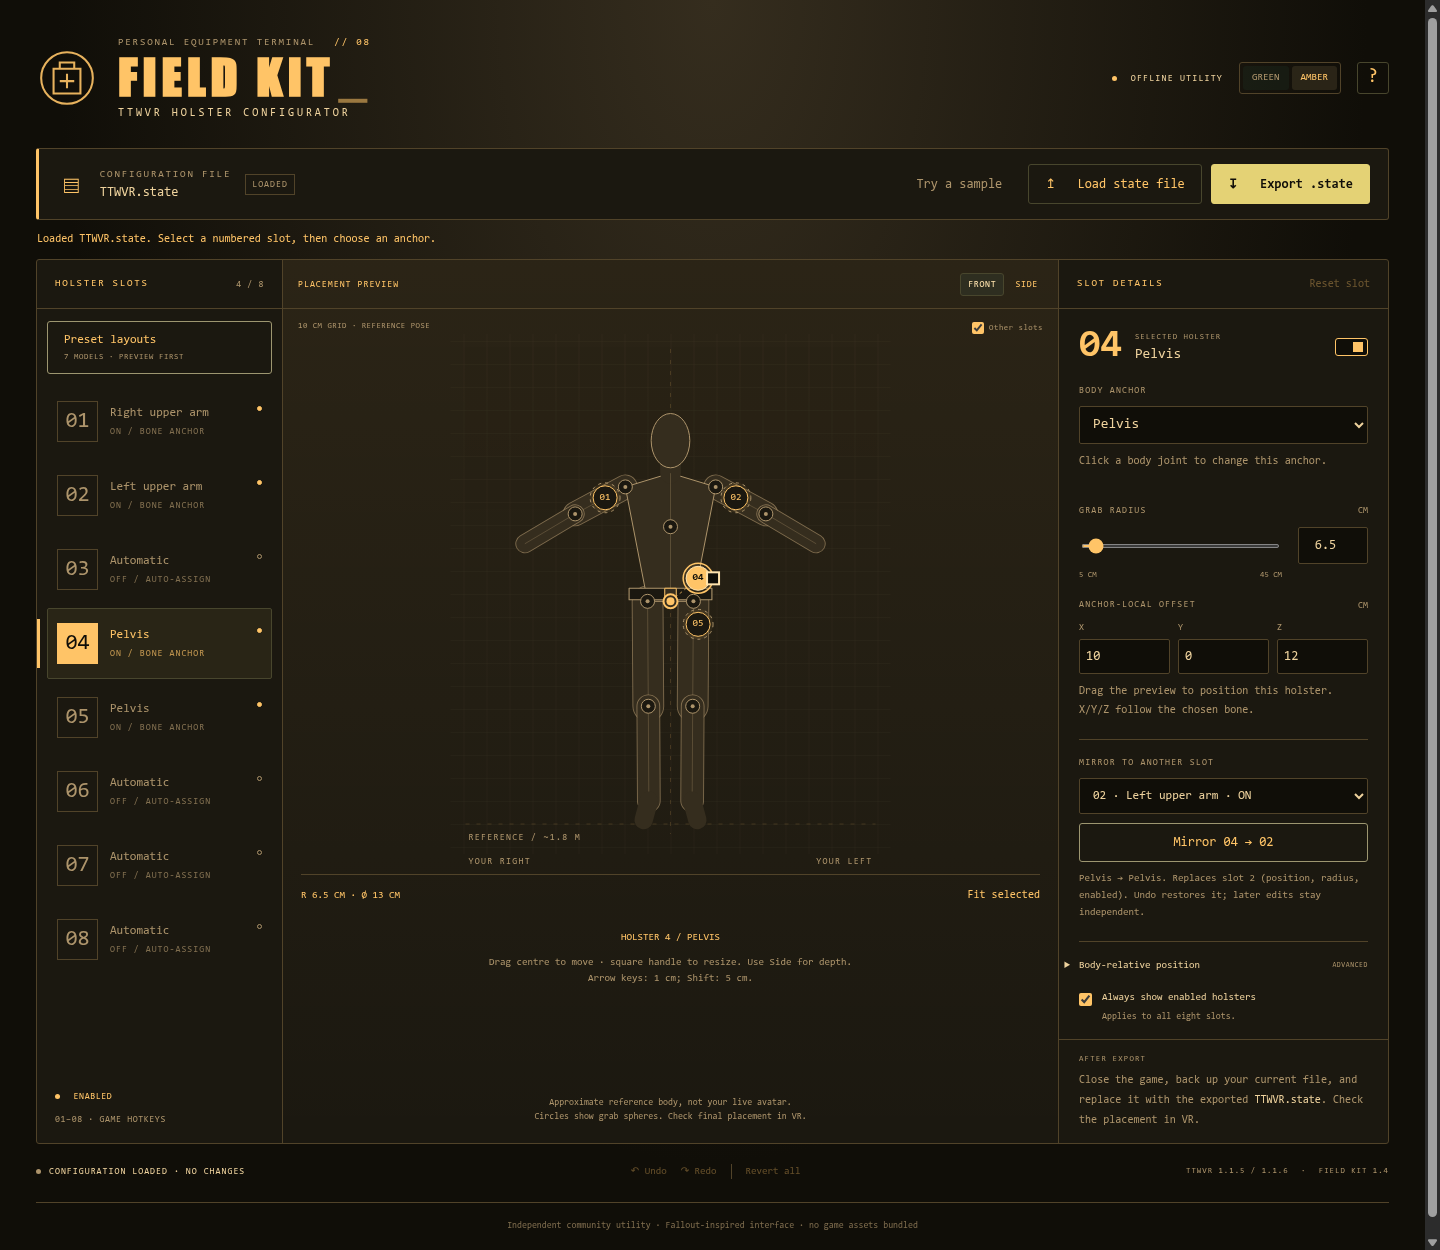 PERSONAL EQUIPMENT TERMINAL // 08
FIELD KIT_
TTWVR HOLSTER CONFIGURATOR
OFFLINE UTILITY
GREEN
AMBER
?
CONFIGURATION FILE
TTWVR.state
LOADED
Try a sample
↥ Load state file
↧ Export .state
Loaded TTWVR.state. Select a numbered slot, then choose an anchor.
HOLSTER SLOTS
4 / 8
Preset layouts
7 MODELS · PREVIEW FIRST
01
Right upper arm
ON / BONE ANCHOR
02
Left upper arm
ON / BONE ANCHOR
03
Automatic
OFF / AUTO-ASSIGN
04
Pelvis
ON / BONE ANCHOR
05
Pelvis
ON / BONE ANCHOR
06
Automatic
OFF / AUTO-ASSIGN
07
Automatic
OFF / AUTO-ASSIGN
08
Automatic
OFF / AUTO-ASSIGN
ENABLED
01–08 · GAME HOTKEYS
PLACEMENT PREVIEW
FRONT
SIDE
10 CM GRID · REFERENCE POSE
Other slots
01
02
04
05
REFERENCE / ~1.8 M
YOUR RIGHT
YOUR LEFT
R 6.5 CM · Ø 13 CM
Fit selected
HOLSTER 4 / PELVIS
Drag centre to move · square handle to resize. Use Side for depth.
Arrow keys: 1 cm; Shift: 5 cm.
Approximate reference body, not your live avatar.
Circles show grab spheres. Check final placement in VR.
SLOT DETAILS
Reset slot
04
SELECTED HOLSTER
Pelvis
BODY ANCHOR
Pelvis
Click a body joint to change this anchor.
GRAB RADIUS
CM
6.5
5 CM
45 CM
ANCHOR-LOCAL OFFSET
CM
X
Y
Z
10
0
12
Drag the preview to position this holster.
X/Y/Z follow the chosen bone.
MIRROR TO ANOTHER SLOT
02 · Left upper arm · ON
Mirror 04 → 02
Pelvis → Pelvis. Replaces slot 2 (position, radius,
enabled). Undo restores it; later edits stay
independent.
Body-relative position
ADVANCED
Always show enabled holsters
Applies to all eight slots.
AFTER EXPORT
Close the game, back up your current file, and
replace it with the exported TTWVR.state. Check
the placement in VR.
CONFIGURATION LOADED · NO CHANGES
↶ Undo
↷ Redo
Revert all
TTWVR 1.1.5 / 1.1.6 · FIELD KIT 1.4
Independent community utility · Fallout-inspired interface · no game assets bundled